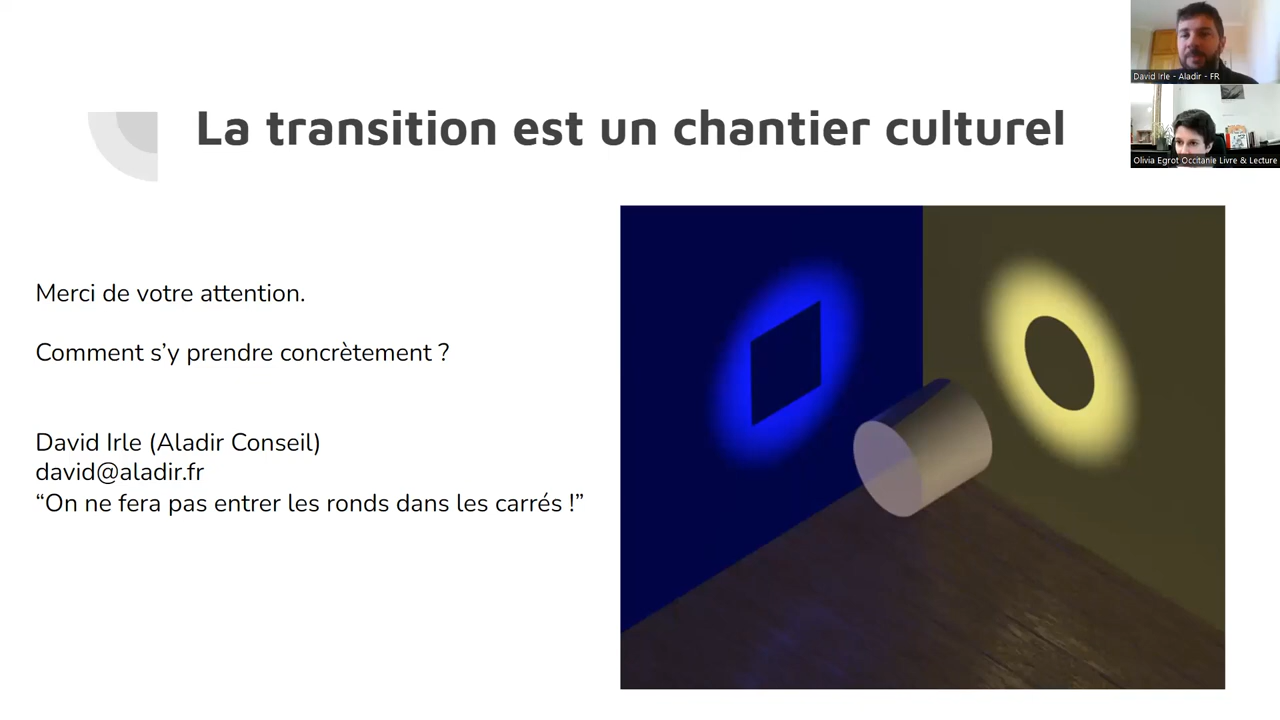 La transition est un chantier culturel
David Irle - Aladir - FR
Olivia Egrot Occitanie Livre & Lecture
Merci de votre attention.
Comment s’y prendre concrètement ?
David Irle (Aladir Conseil)
david@aladir.fr
“On ne fera pas entrer les ronds dans les carrés !”